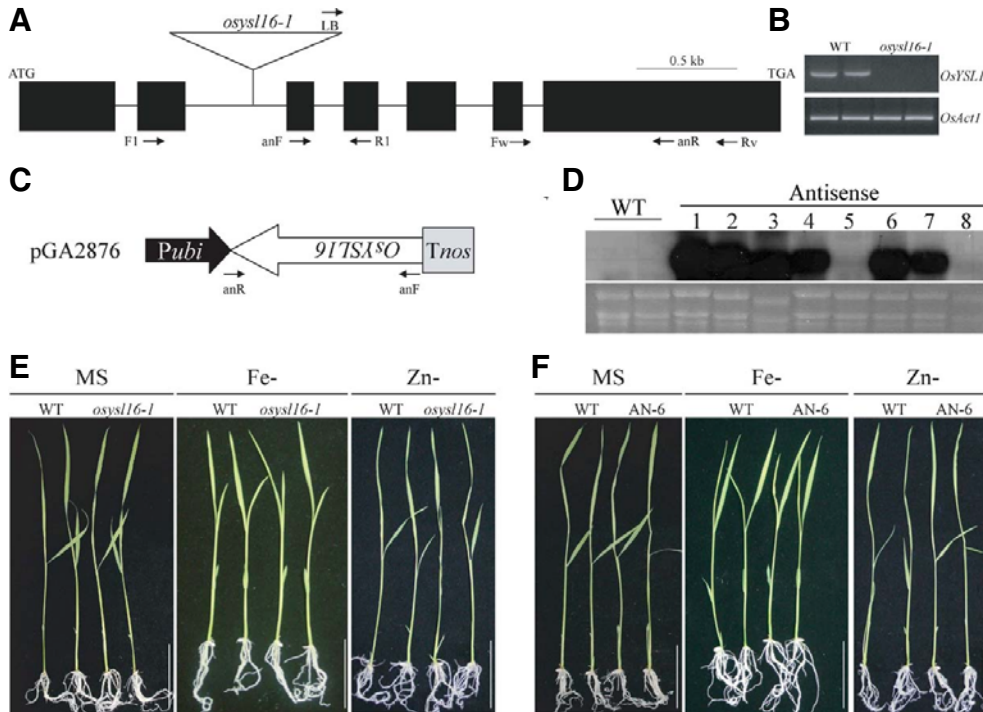 A
osysl16-1
LB
ATG
0.5 kb
TGA
F1
anF
R1
Fw
anR
Rv
B
WT osysl16-1
OsYSL1
OsAct1
C
pGA2876
Pubi
OsYSL16
Tnos
anR
anF
D
WT
Antisense
1 2 3 4 5 6 7 8
E
MS Fe- Zn-
WT osysl16-1 WT osysl16-1 WT osysl16-1
F
MS Fe- Zn-
WT AN-6 WT AN-6 WT AN-6